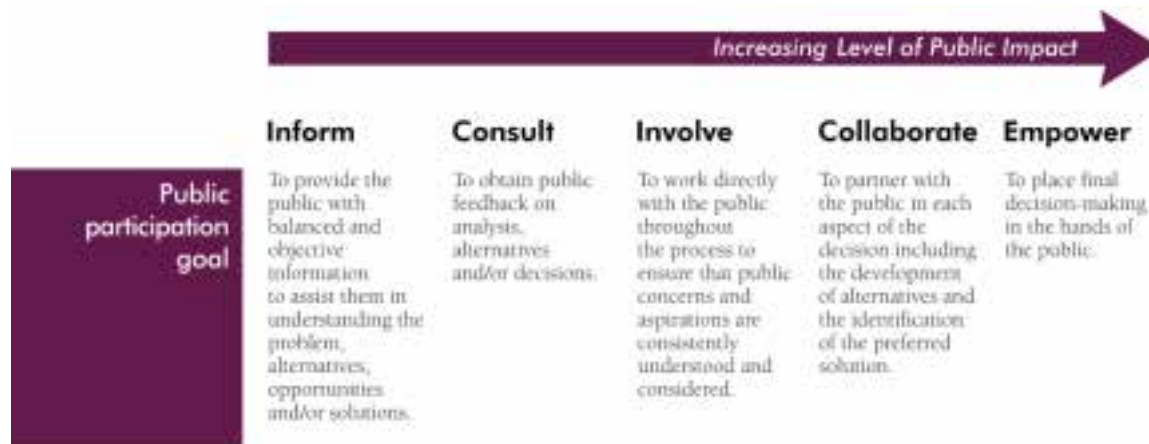 Increasing Level of Public Impact
Inform
To provide the
public with
balanced and
objective
information
to assist them in
understanding the
problem,
alternatives,
opportunities
and/or solutions.
Consult
To obtain public
feedback on
analysis,
alternatives
and/or decisions.
Involve
To work directly
with the public
throughout
the process to
ensure that public
concerns and
aspirations are
consistently
understood and
considered.
Collaborate
To partner with
the public in each
aspect of the
decision including
the development
of alternatives and
the identification
of the preferred
solution.
Empower
To place final
decision-making
in the hands of
the public.
Public
participation
goal